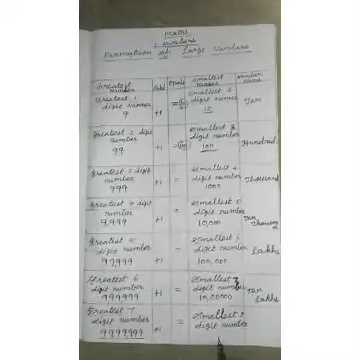 Maths
1. Numbers
Formation of Large Numbers
Greatest Number Add Equals Smallest Number Number Name
Greatest 1 digit number 9 +1 = Smallest 2 digit number 10 Ten
Greatest 2 digit number 99 +1 = Smallest 3 digit number 100 Hundred
Greatest 3 digit number 999 +1 = Smallest 4 digit number 1000 Thousand
Greatest 4 digit number 9,999 +1 = Smallest 5 digit number 10,000 Ten Thousand
Greatest 5 digit number 99,999 +1 = Smallest 6 digit number 100,000 Lakhs
Greatest 6 digit number 999999 +1 = Smallest 7 digit number 10,00000 Ten Lakhs
Greatest 7 digit number 9999999 +1 = Smallest 8 digit number